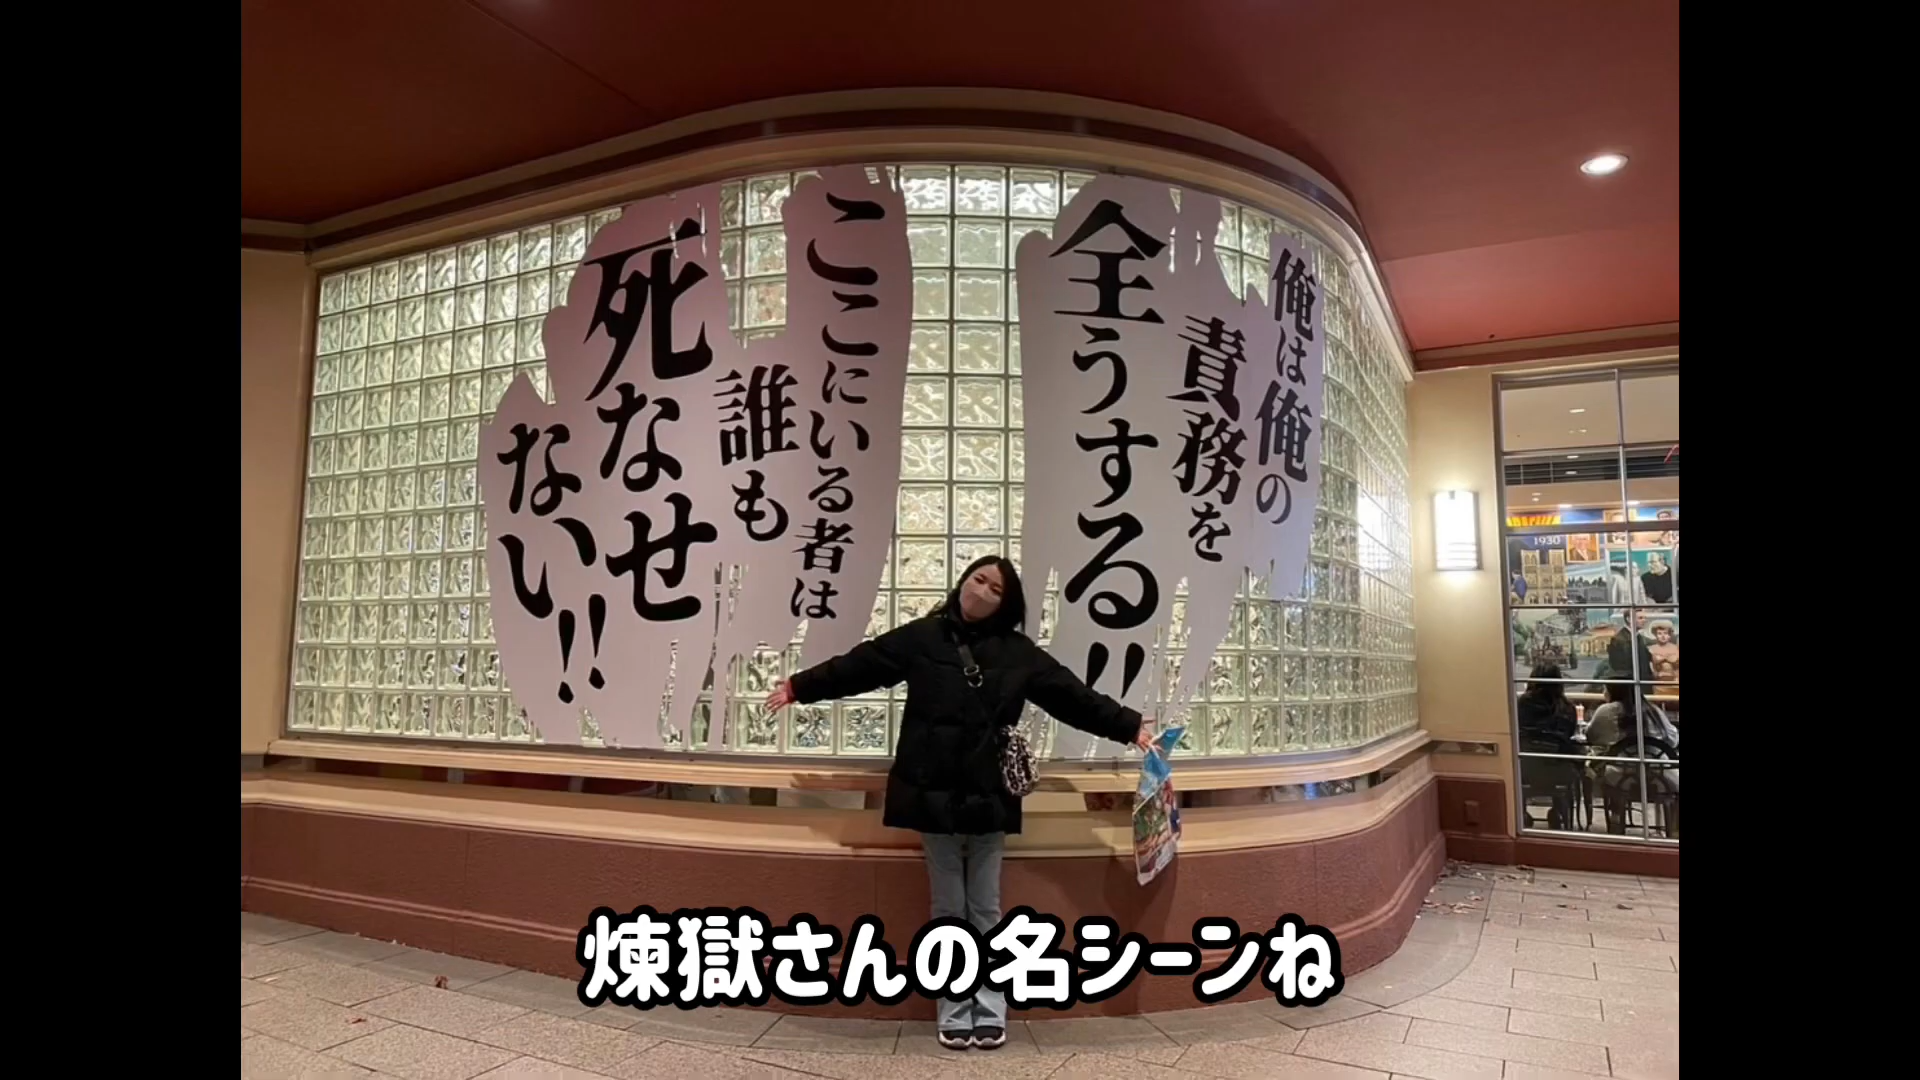 俺は俺の
責務を
全うする!!
ここにいる者は
誰も
死なせ
ない!!
1930
煉獄さんの名シーンね